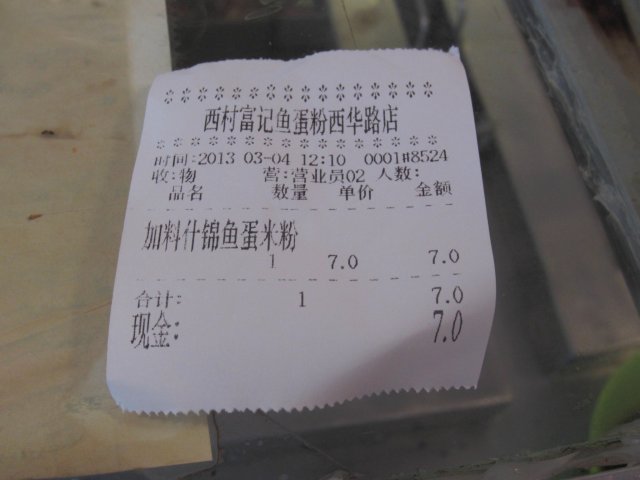 西村富记鱼蛋粉西华路店
时间:2013 03-04 12:10 0001#8524
收:物 营:营业员02 人数:
品名 数量 单价 金额
加料什锦鱼蛋米粉
1 7.0 7.0
合计: 1 7.0
现金: 7.0